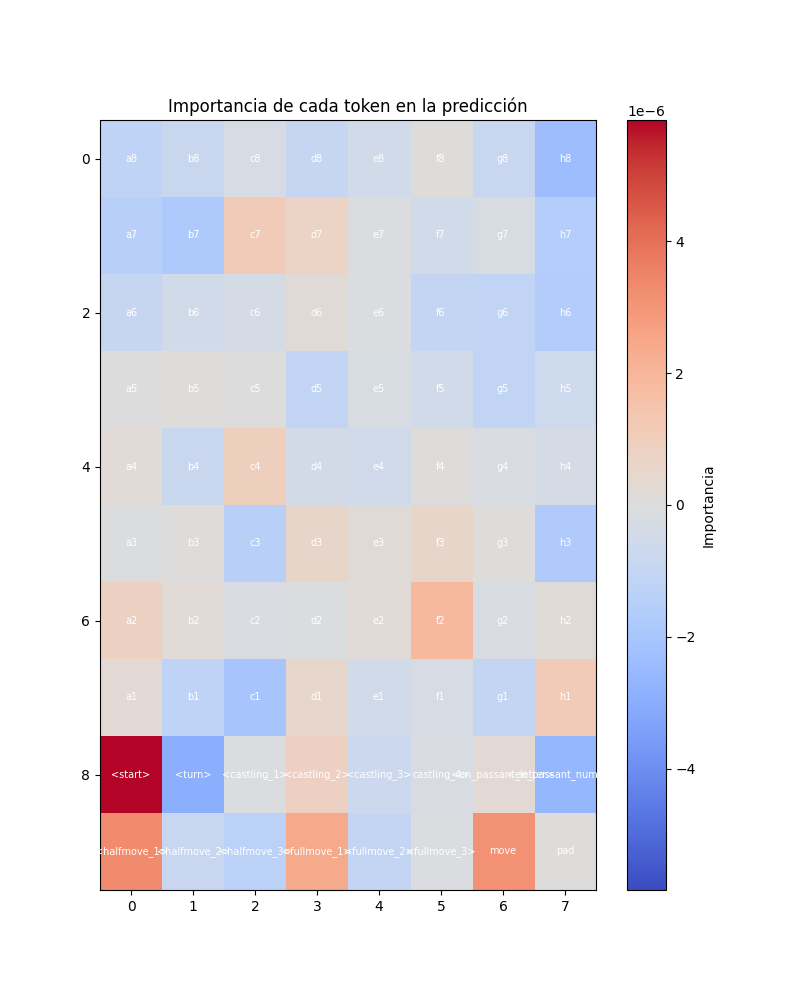 Importancia de cada token en la predicción
1e−6
0 a8 b8 c8 d8 e8 f8 g8 h8
a7 b7 c7 d7 e7 f7 g7 h7
2 a6 b6 c6 d6 e6 f6 g6 h6
a5 b5 c5 d5 e5 f5 g5 h5
4 a4 b4 c4 d4 e4 f4 g4 h4
a3 b3 c3 d3 e3 f3 g3 h3
6 a2 b2 c2 d2 e2 f2 g2 h2
a1 b1 c1 d1 e1 f1 g1 h1
8 <start> <turn> <castling_1> <castling_2> <castling_3>
<halfmove_1> <halfmove_2> <halfmove_3> <fullmove_1> <fullmove_2> <fullmove_3> move pad
0 1 2 3 4 5 6 7
4
2
0
−2
−4
Importancia